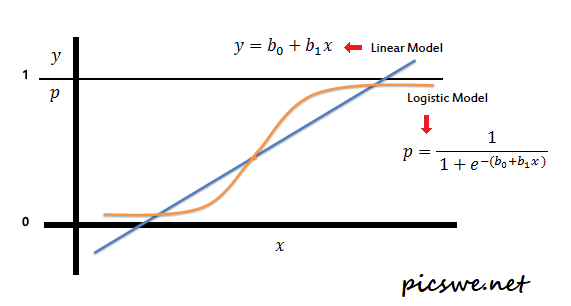 y = b₀ + b₁x
Linear Model
y
1
p
Logistic Model
p = 1 / 1 + e^−(b₀+b₁x)
0
x
picswe.net